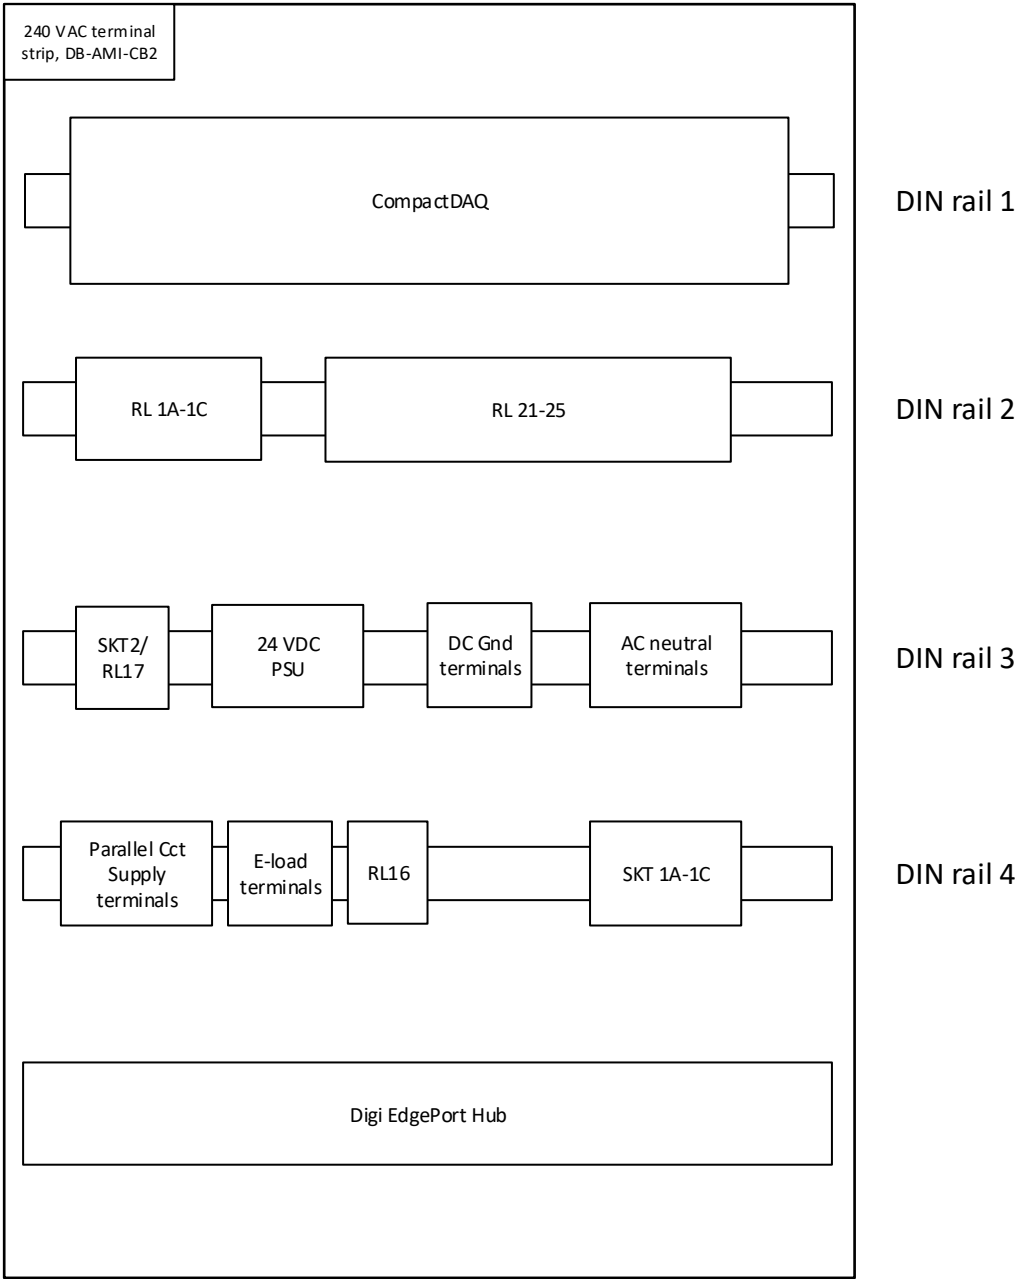 240 VAC terminal
strip, DB-AMI-CB2
CompactDAQ
DIN rail 1
RL 1A-1C
RL 21-25
DIN rail 2
SKT2/
RL17
24 VDC
PSU
DC Gnd
terminals
AC neutral
terminals
DIN rail 3
Parallel Cct
Supply
terminals
E-load
terminals
RL16
SKT 1A-1C
DIN rail 4
Digi EdgePort Hub